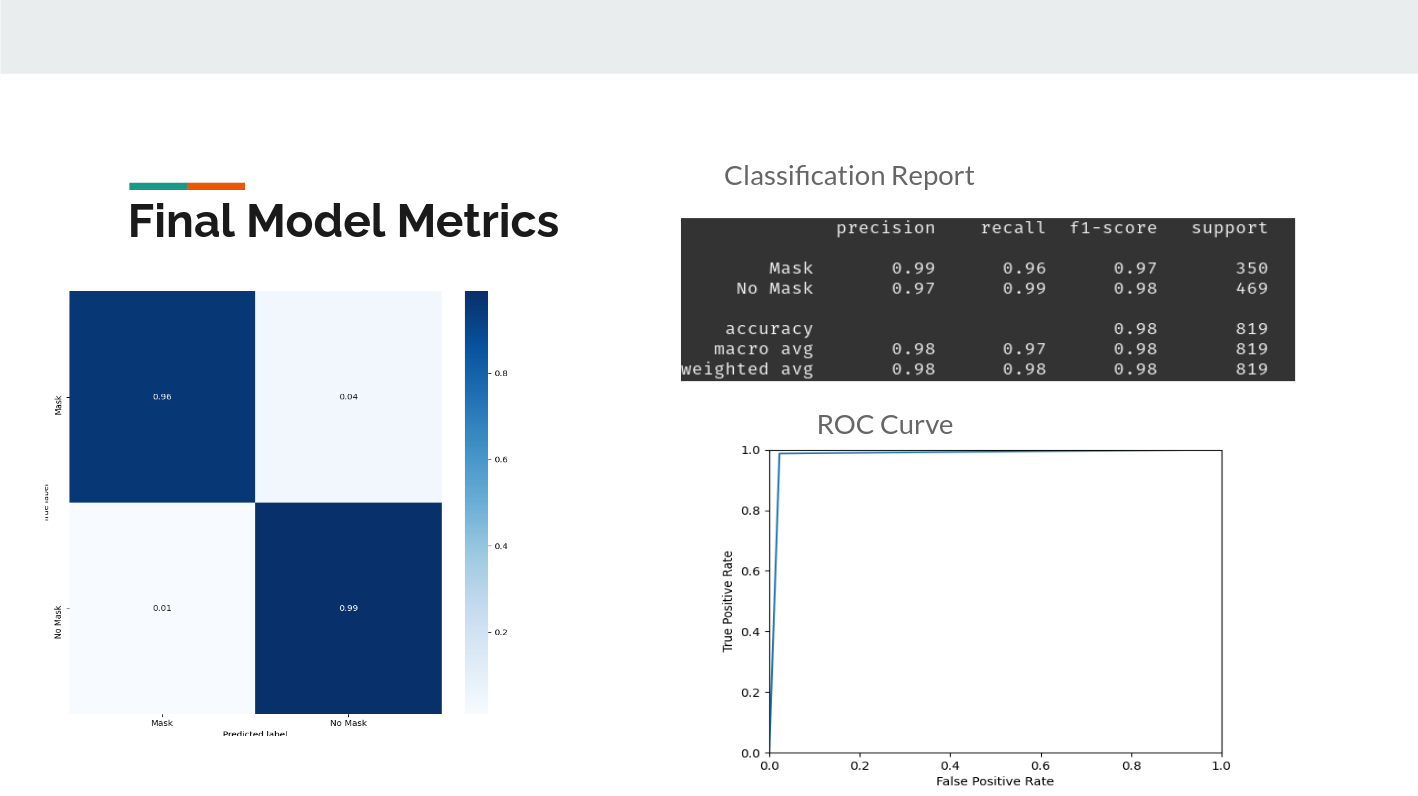 Final Model Metrics
0.96 0.04
0.01 0.99
Mask
No Mask
Mask No Mask
Predicted label
0.8
0.6
0.4
0.2
Classification Report
precision recall f1-score support
Mask 0.99 0.96 0.97 350
No Mask 0.97 0.99 0.98 469
accuracy 0.98 819
macro avg 0.98 0.97 0.98 819
weighted avg 0.98 0.98 0.98 819
ROC Curve
True Positive Rate
1.0
0.8
0.6
0.4
0.2
0.0
0.0 0.2 0.4 0.6 0.8 1.0
False Positive Rate